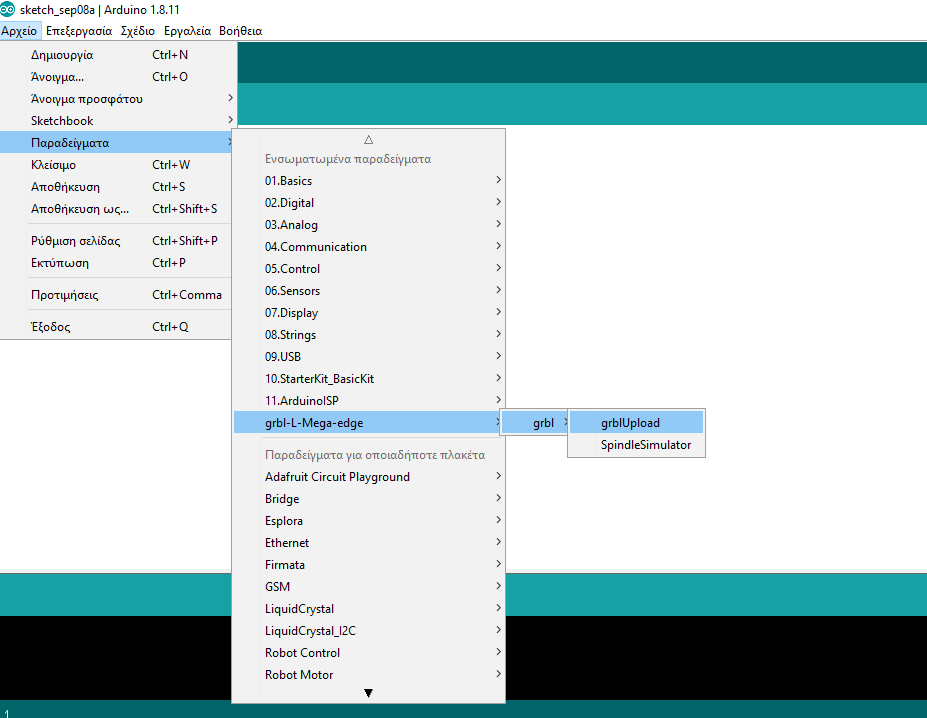 sketch_sep08a | Arduino 1.8.11
Αρχείο Επεξεργασία Σχέδιο Εργαλεία Βοήθεια
Δημιουργία Ctrl+N
Άνοιγμα... Ctrl+O
Άνοιγμα προσφάτου
Sketchbook
Παραδείγματα
Κλείσιμο Ctrl+W
Αποθήκευση Ctrl+S
Αποθήκευση ως... Ctrl+Shift+S
Ρύθμιση σελίδας Ctrl+Shift+P
Εκτύπωση Ctrl+P
Προτιμήσεις Ctrl+Comma
Έξοδος Ctrl+Q
Ενσωματωμένα παραδείγματα
01.Basics
02.Digital
03.Analog
04.Communication
05.Control
06.Sensors
07.Display
08.Strings
09.USB
10.StarterKit_BasicKit
11.ArduinoISP
grbl-L-Mega-edge
Παραδείγματα για οποιαδήποτε πλακέτα
Adafruit Circuit Playground
Bridge
Esplora
Ethernet
Firmata
GSM
LiquidCrystal
LiquidCrystal_I2C
Robot Control
Robot Motor
grbl
grblUpload
SpindleSimulator
1